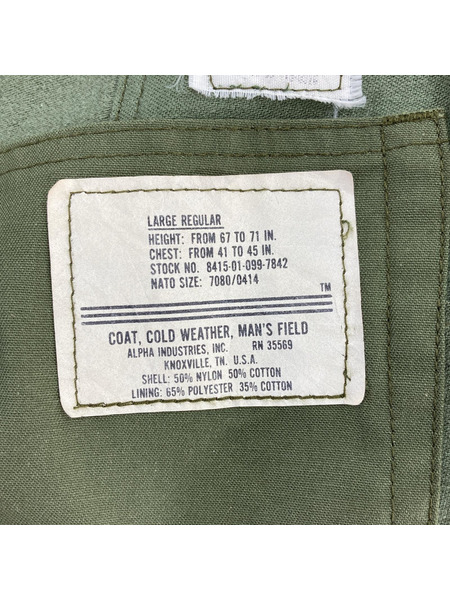 LARGE REGULAR
HEIGHT: FROM 67 TO 71 IN.
CHEST: FROM 41 TO 45 IN.
STOCK NO. 8415-01-099-7842
NATO SIZE: 7080/0414
TM
COAT, COLD WEATHER, MAN'S FIELD
ALPHA INDUSTRIES, INC. RN 35569
KNOXVILLE, TN. U.S.A.
SHELL: 50% NYLON 50% COTTON
LINING: 65% POLYESTER 35% COTTON